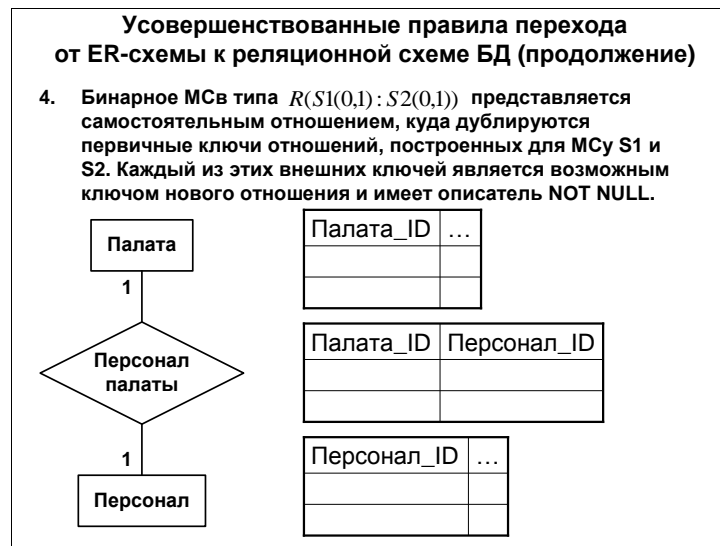 Усовершенствованные правила перехода
от ER-схемы к реляционной схеме БД (продолжение)
4. Бинарное МСв типа R(S1(0,1) : S2(0,1)) представляется
самостоятельным отношением, куда дублируются
первичные ключи отношений, построенных для МСу S1 и
S2. Каждый из этих внешних ключей является возможным
ключом нового отношения и имеет описатель NOT NULL.
Палата
1
Персонал
палаты
1
Персонал
Палата_ID …
Палата_ID Персонал_ID
Персонал_ID …